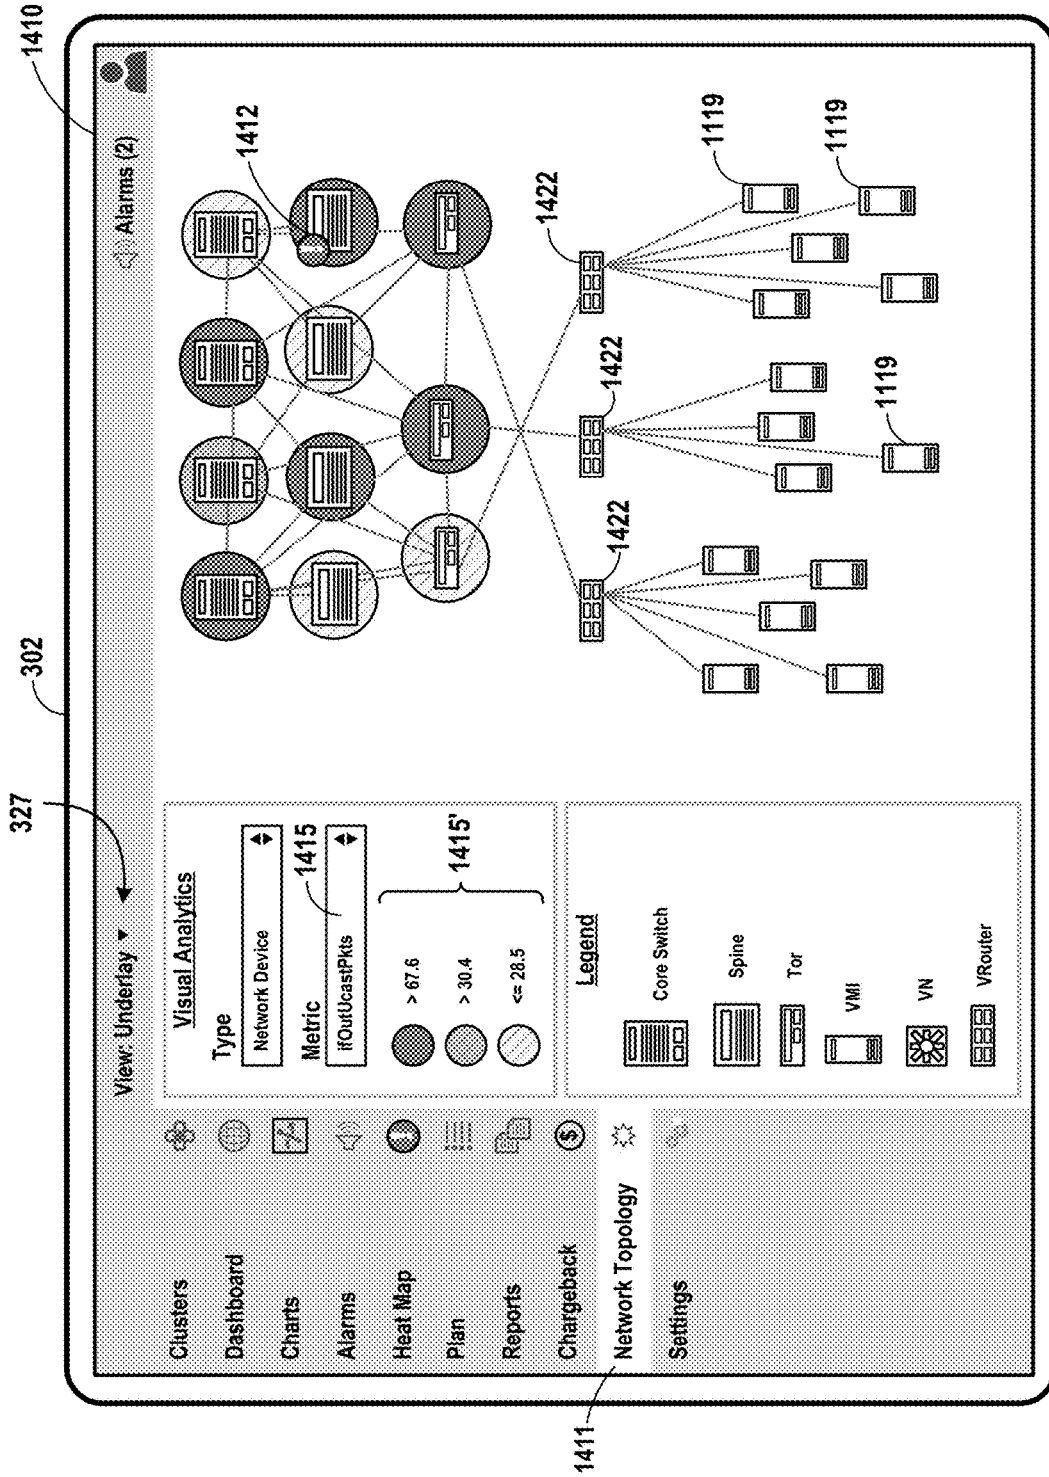 302
1410
327
View: Underlay
Alarms (2)
Clusters
Dashboard
Charts
Alarms
Heat Map
Plan
Reports
Chargeback
$
Network Topology
Settings
1411
Visual Analytics
Type
Network Device
Metric
1415
ifOutUcastPkts
> 67.6
> 30.4
<= 28.5
1415'
Legend
Core Switch
Spine
Tor
VMI
VN
VRouter
1412
1422
1422
1422
1119
1119
1119